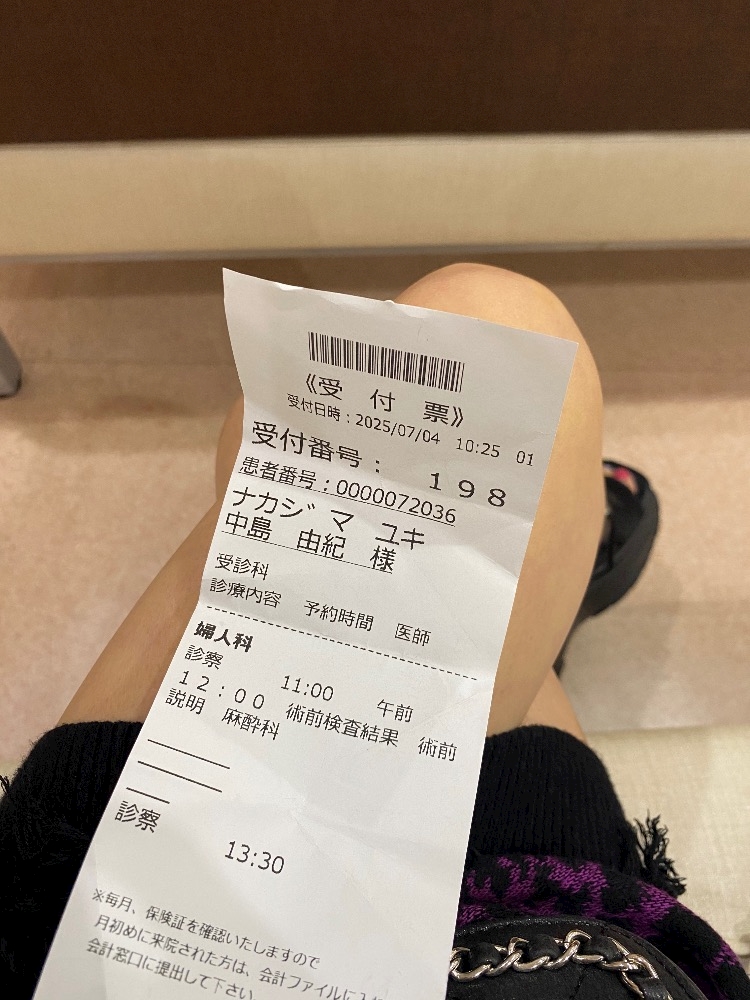 《受 付 票》
受付日時：2025/07/04 10:25 01
受付番号： １９８
患者番号：0000072036
ナカジマ ユキ
中島 由紀 様
受診科
診療内容 予約時間 医師
婦人科
診察 11:00 午前
１２：００ 術前検査結果 術前
説明 麻酔科
診察 13:30
※毎月、保険証を確認いたしますので
月初めに来院された方は、会計ファイルに入
会計窓口に提出して下さい。